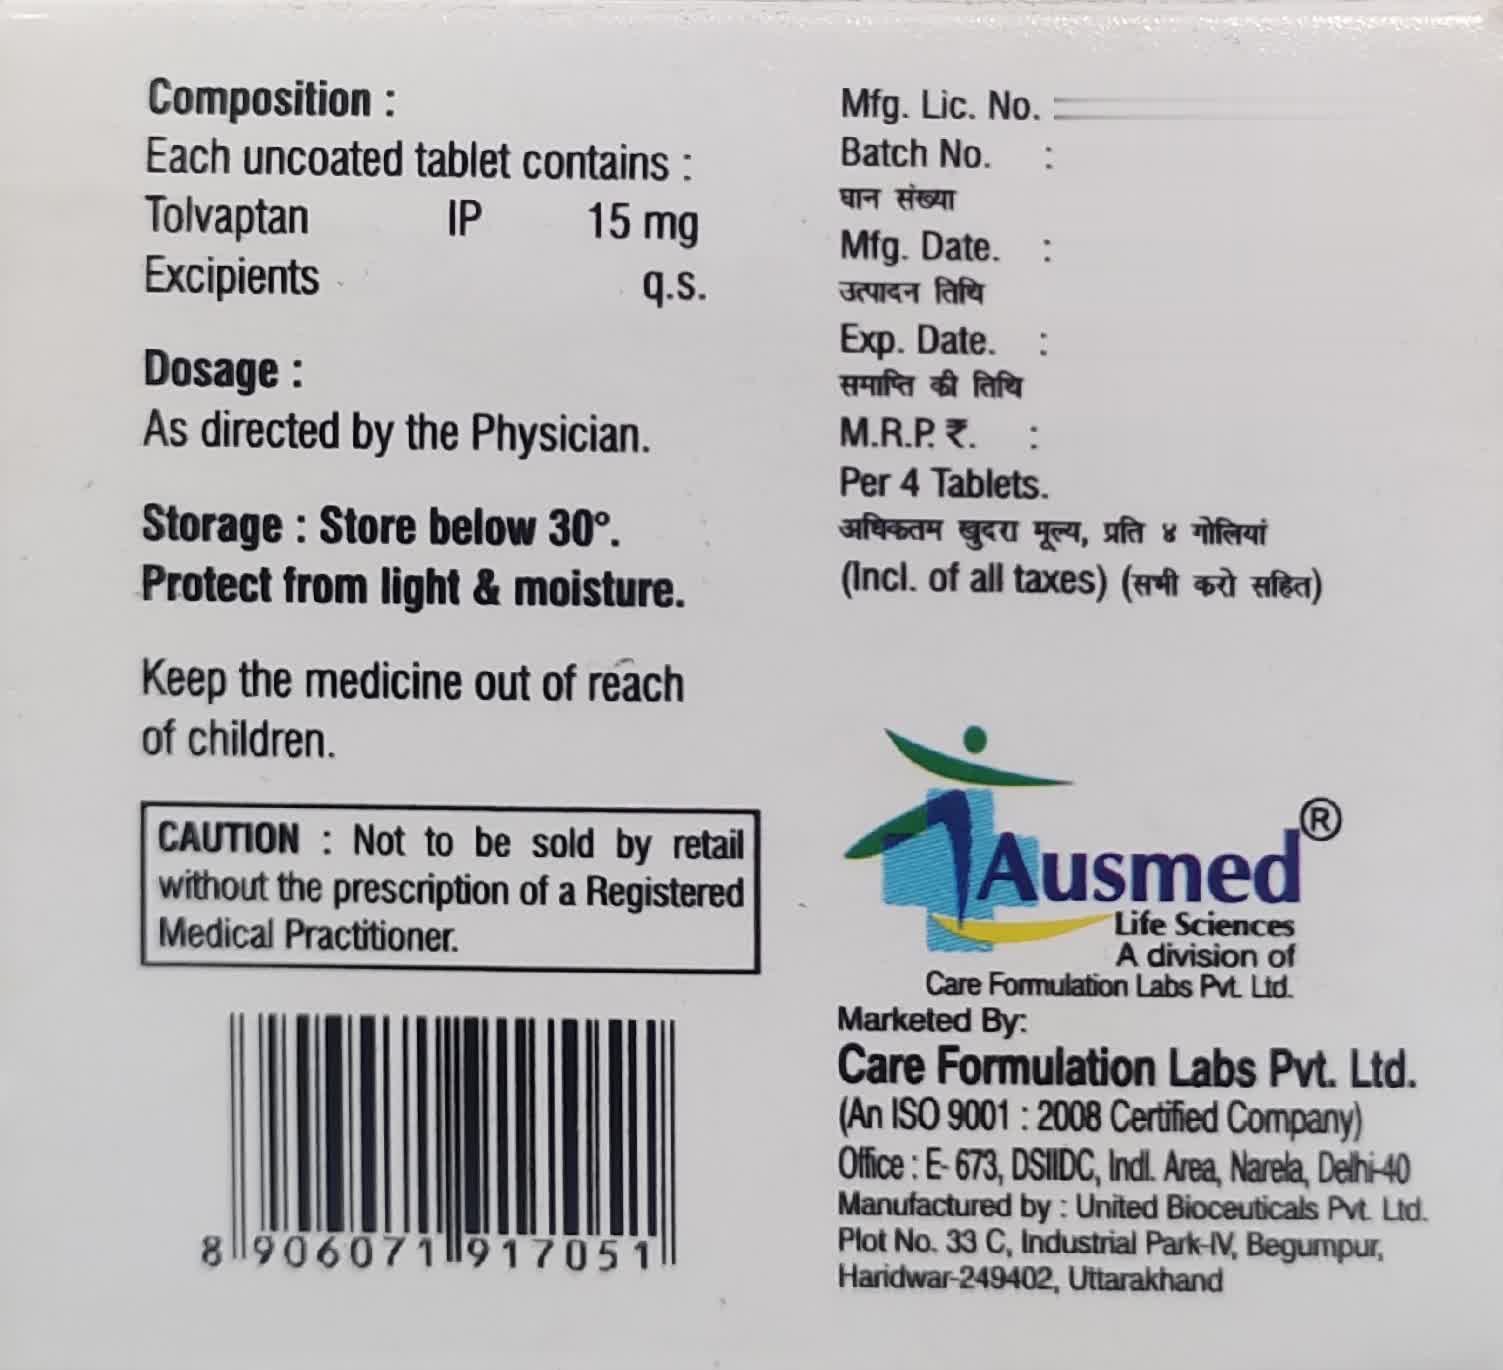 Composition :
Each uncoated tablet contains :
Tolvaptan IP 15 mg
Excipients q.s.
Dosage :
As directed by the Physician.
Storage : Store below 30°.
Protect from light & moisture.
Keep the medicine out of reach
of children.
CAUTION : Not to be sold by retail
without the prescription of a Registered
Medical Practitioner.
8 906071 917051
Mfg. Lic. No.
Batch No. :
घान संख्या
Mfg. Date. :
उत्पादन तिथि
Exp. Date. :
समाप्ति की तिथि
M.R.P. ₹. :
Per 4 Tablets.
अधिकतम खुदरा मूल्य, प्रति ४ गोलियां
(Incl. of all taxes) (सभी करो सहित)
Ausmed®
Life Sciences
A division of
Care Formulation Labs Pvt. Ltd.
Marketed By:
Care Formulation Labs Pvt. Ltd.
(An ISO 9001 : 2008 Certified Company)
Office : E- 673, DSIIDC, Indl. Area, Narela, Delhi-40
Manufactured by : United Bioceuticals Pvt. Ltd.
Plot No. 33 C, Industrial Park-IV, Begumpur,
Haridwar-249402, Uttarakhand